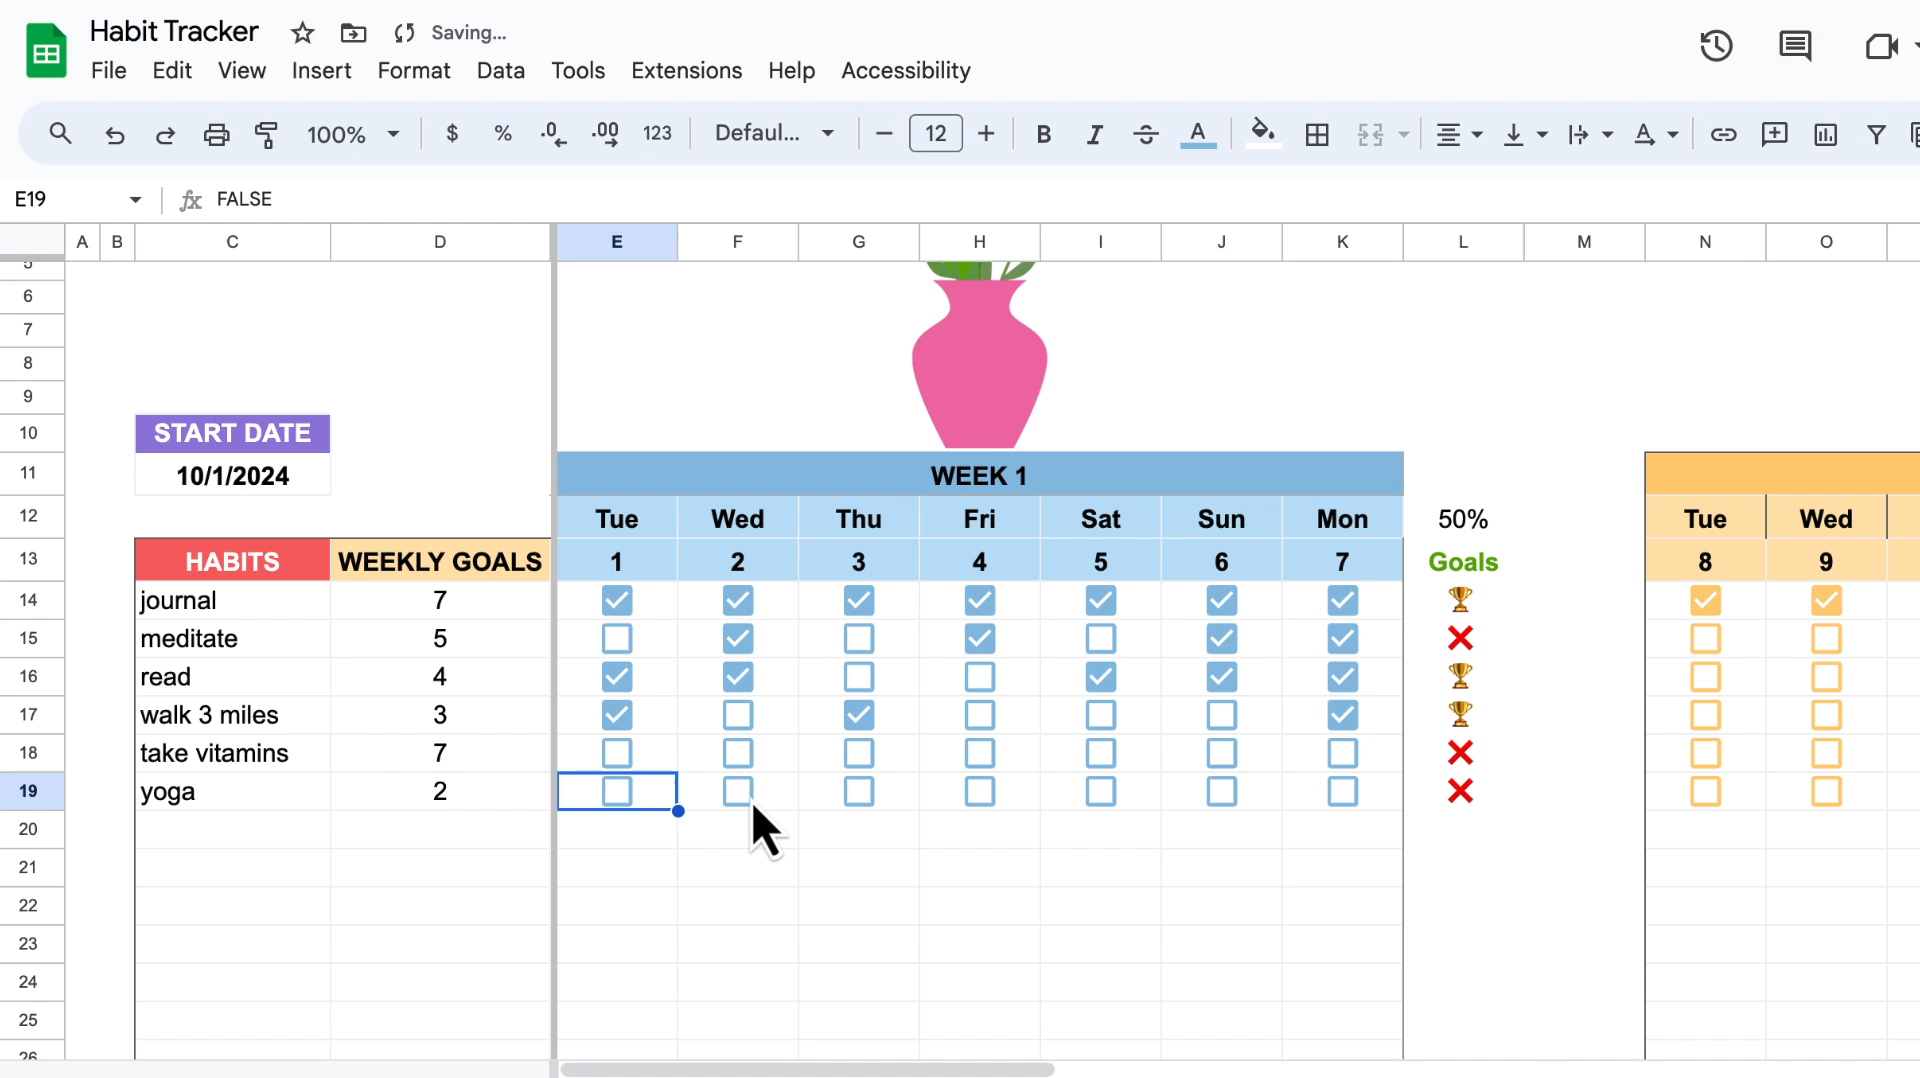 Habit Tracker Saving...
File Edit View Insert Format Data Tools Extensions Help Accessibility
100% $ % .0 .00 123 Defaul... 12 B I S A
E19 fx FALSE
A B C D E F G H I J K L M N O
5
6
7
8
9
10 START DATE
11 10/1/2024 WEEK 1
12 Tue Wed Thu Fri Sat Sun Mon 50% Tue Wed
13 HABITS WEEKLY GOALS 1 2 3 4 5 6 7 Goals 8 9
14 journal 7
15 meditate 5
16 read 4
17 walk 3 miles 3
18 take vitamins 7
19 yoga 2
20
21
22
23
24
25
26